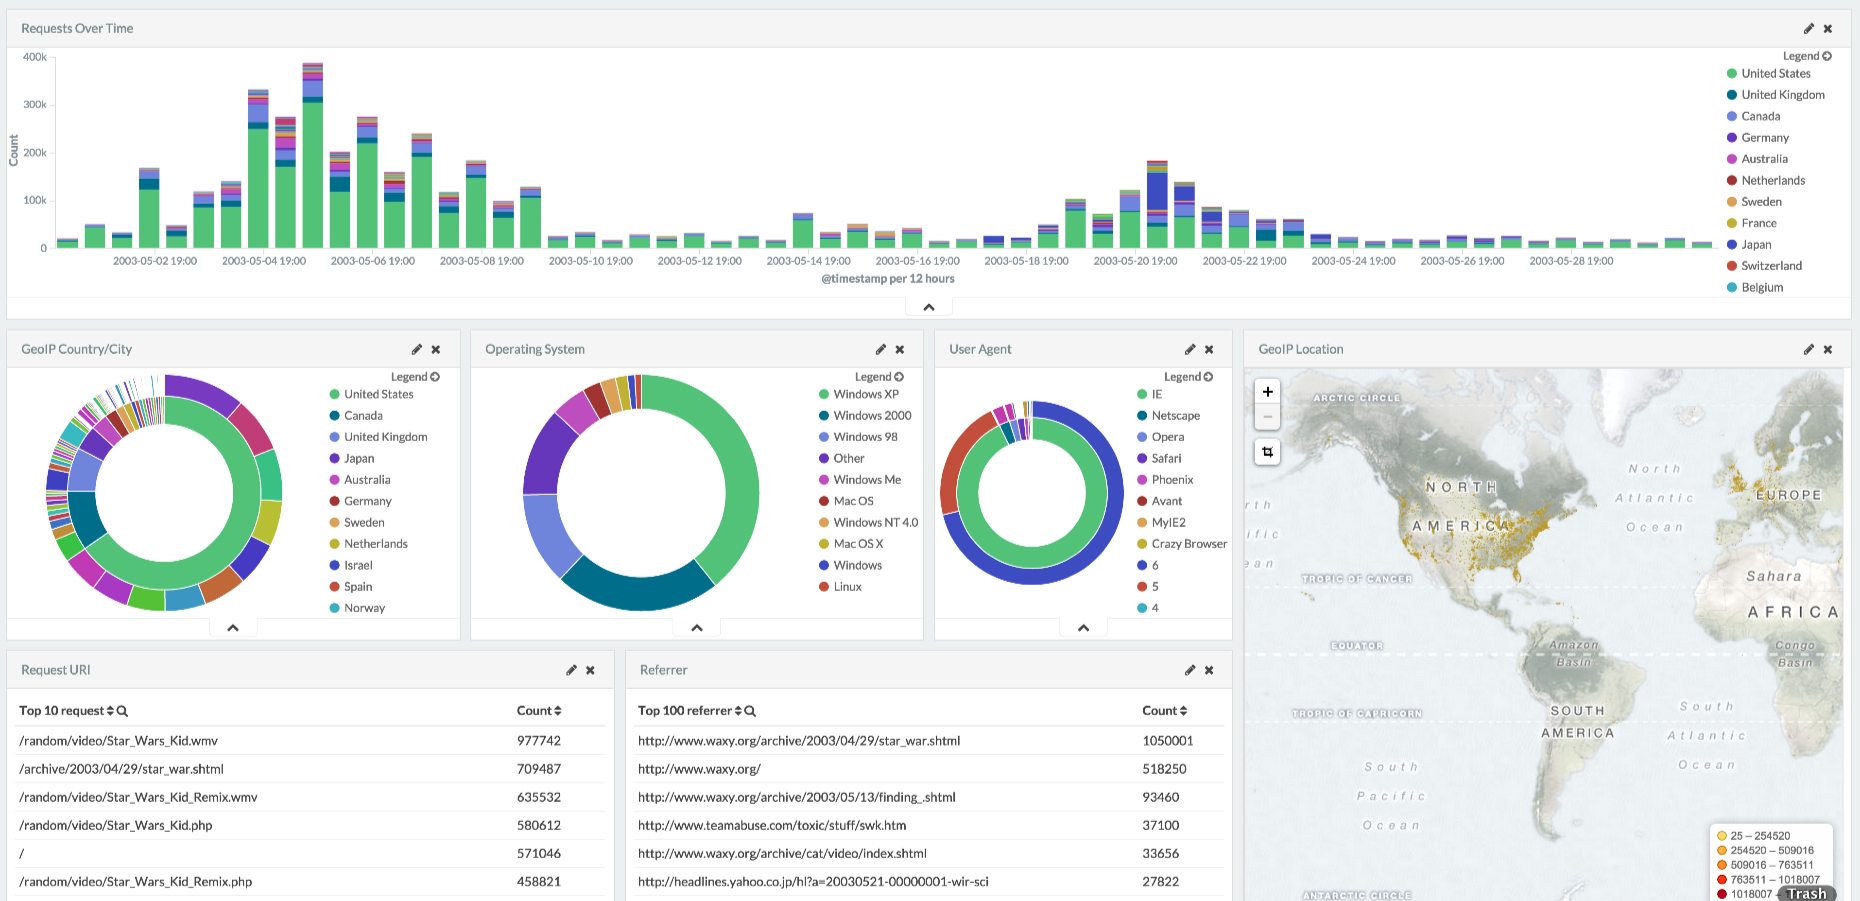 Requests Over Time
400k
300k
200k
100k
0
Count
2003-05-02 19:00
2003-05-04 19:00
2003-05-06 19:00
2003-05-08 19:00
2003-05-10 19:00
2003-05-12 19:00
2003-05-14 19:00
2003-05-16 19:00
2003-05-18 19:00
2003-05-20 19:00
2003-05-22 19:00
2003-05-24 19:00
2003-05-26 19:00
2003-05-28 19:00
@timestamp per 12 hours
Legend
United States
United Kingdom
Canada
Germany
Australia
Netherlands
Sweden
France
Japan
Switzerland
Belgium
GeoIP Country/City
Legend
United States
Canada
United Kingdom
Japan
Australia
Germany
Sweden
Netherlands
Israel
Spain
Norway
Operating System
Legend
Windows XP
Windows 2000
Windows 98
Other
Windows Me
Mac OS
Windows NT 4.0
Mac OS X
Windows
Linux
User Agent
Legend
IE
Netscape
Opera
Safari
Phoenix
Avant
MyIE2
Crazy Browser
6
5
4
GeoIP Location
+
−
ARCTIC CIRCLE
NORTH
AMERICA
North
Atlantic
Ocean
EUROPE
rth
ific
ean
TROPIC OF CANCER
Sahara
AFRICA
EQUATOR
Amazon
Basin
Congo
Basin
TROPIC OF CAPRICORN
SOUTH
AMERICA
South
Atlantic
Ocean
South
Pacific
Ocean
ANTARCTIC CIRCLE
25 – 254520
254520 – 509016
509016 – 763511
763511 – 1018007
1018007 –
Trash
Request URI
Top 10 request Count
/random/video/Star_Wars_Kid.wmv 977742
/archive/2003/04/29/star_war.shtml 709487
/random/video/Star_Wars_Kid_Remix.wmv 635532
/random/video/Star_Wars_Kid.php 580612
/ 571046
/random/video/Star_Wars_Kid_Remix.php 458821
Referrer
Top 100 referrer Count
http://www.waxy.org/archive/2003/04/29/star_war.shtml 1050001
http://www.waxy.org/ 518250
http://www.waxy.org/archive/2003/05/13/finding_.shtml 93460
http://www.teamabuse.com/toxic/stuff/swk.htm 37100
http://www.waxy.org/archive/cat/video/index.shtml 33656
http://headlines.yahoo.co.jp/hl?a=20030521-00000001-wir-sci 27822